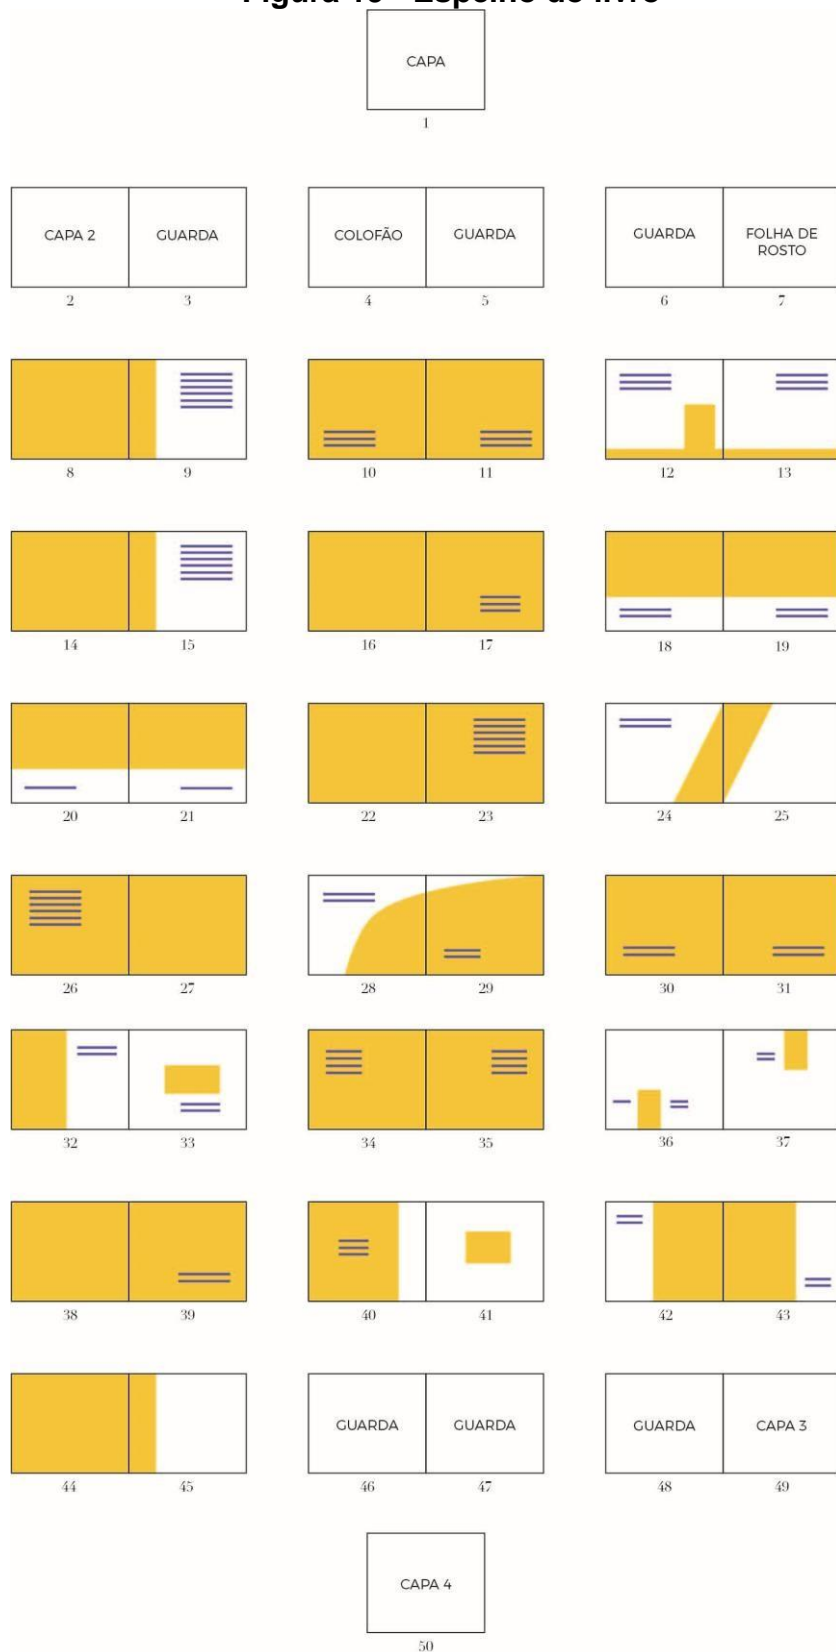 Figura - Espelho do livro
CAPA
1
CAPA 2 GUARDA COLOFÃO GUARDA GUARDA FOLHA DE
ROSTO
2 3 4 5 6 7
8 9 10 11 12 13
14 15 16 17 18 19
20 21 22 23 24 25
26 27 28 29 30 31
32 33 34 35 36 37
38 39 40 41 42 43
GUARDA GUARDA GUARDA CAPA 3
44 45 46 47 48 49
CAPA 4
50